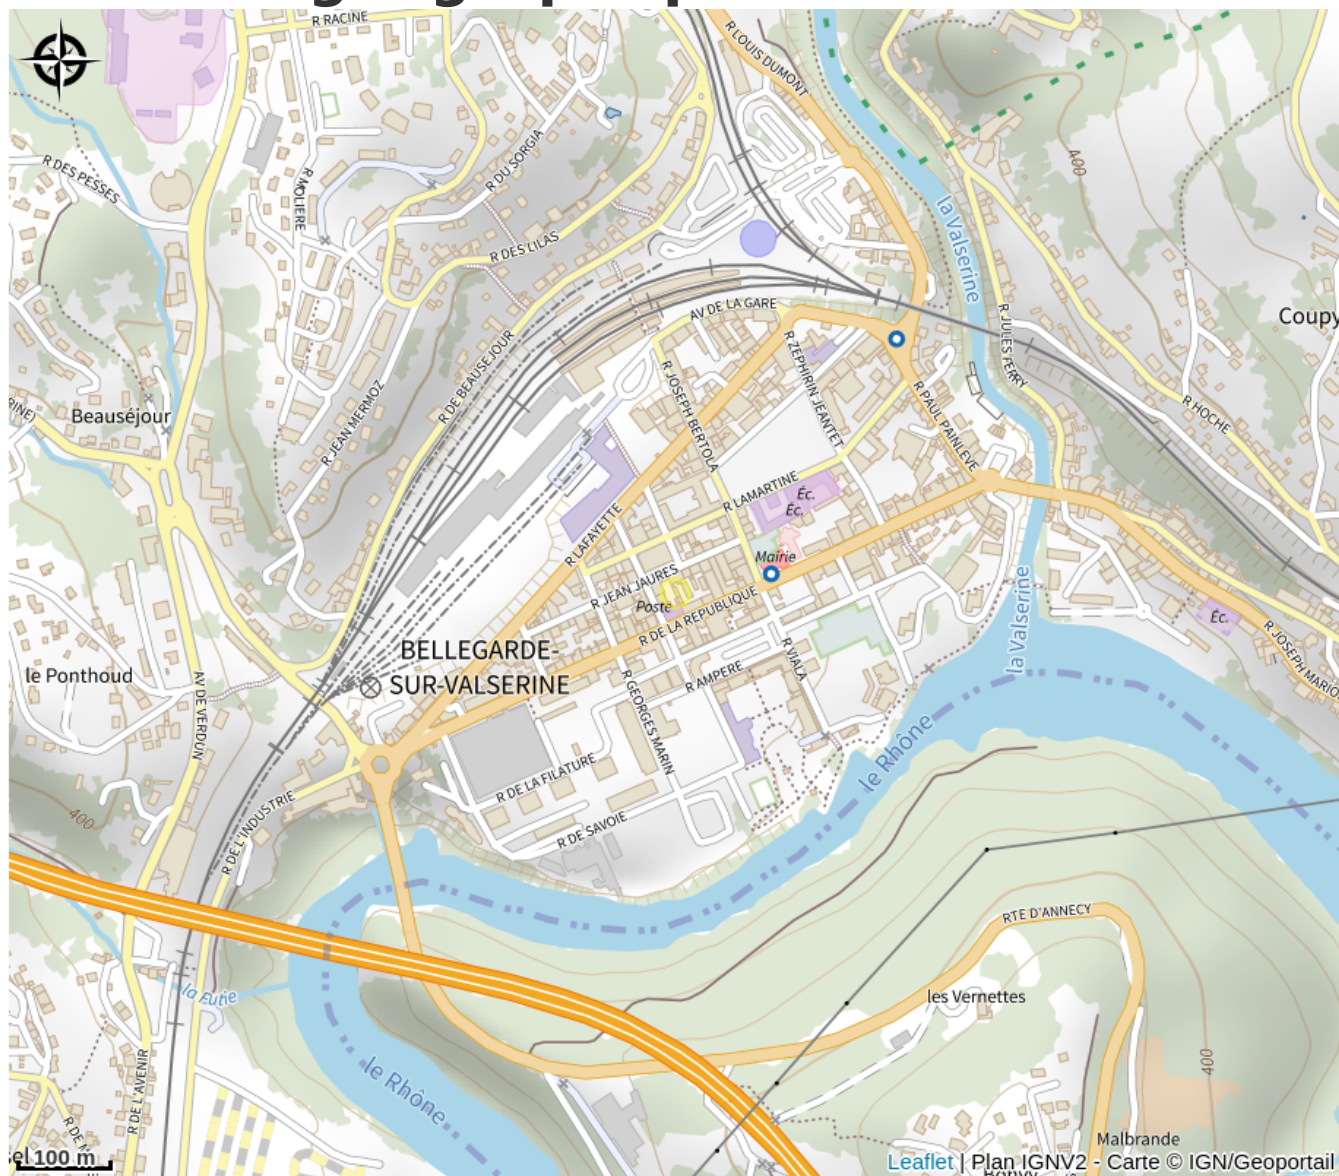 R RACINE
R LOUIS DUMONT
R DES PESSES
R MOLIERE
R DU SORGIA
400
la Valserine
R DES LILAS
AV DE LA GARE
Coupy
R JULES FERRY
R DE BEAUSEJOUR
R ZEPHIRIN JEANTET
R JOSEPH BERTOLA
R PAUL PAINLEVE
R HOCHE
Beauséjour
R JEAN MERMOZ
R LAMARTINE
Éc.
Éc.
R LAFAYETTE
Mairie
R JEAN JAURES
Poste
R DE LA REPUBLIQUE
la Valserine
Éc.
R JOSEPH MARIO
BELLEGARDE-
SUR-VALSERINE
le Ponthoud
R VIALA
R AMPERE
R GEORGES MARIN
AV DE VERDUN
le Rhône
R DE LA FILATURE
R DE SAVOIE
400
R DE L'INDUSTRIE
RTE D'ANNECY
la Futie
les Vernettes
le Rhône
400
R DE L'AVENIR
Malbrande
100 m
Leaflet | Plan IGNV2 - Carte © IGN/Geoportail